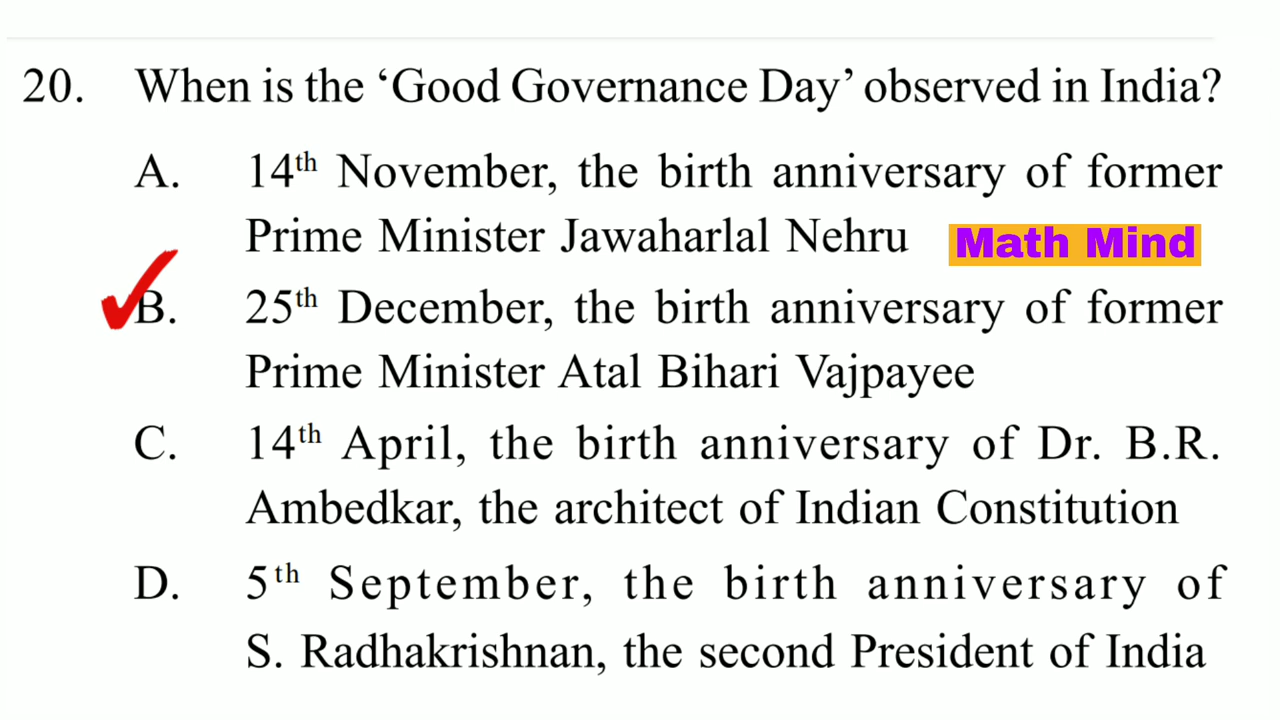 20. When is the ‘Good Governance Day’ observed in India?
A. 14th November, the birth anniversary of former
Prime Minister Jawaharlal Nehru
Math Mind
B. 25th December, the birth anniversary of former
Prime Minister Atal Bihari Vajpayee
C. 14th April, the birth anniversary of Dr. B.R.
Ambedkar, the architect of Indian Constitution
D. 5th September, the birth anniversary of
S. Radhakrishnan, the second President of India